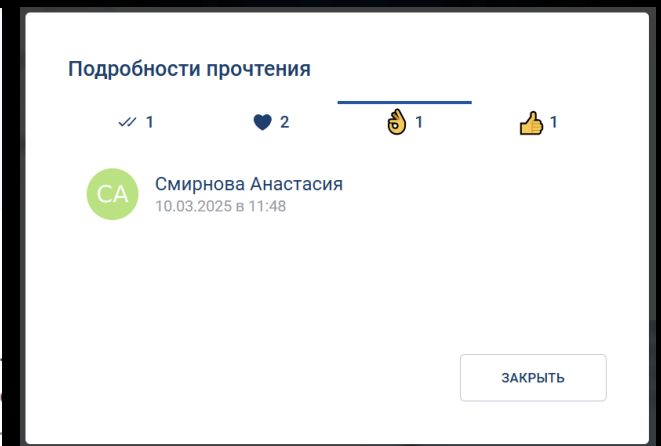 Подробности прочтения
1 2 1 1
СА
Смирнова Анастасия
10.03.2025 в 11:48
ЗАКРЫТЬ